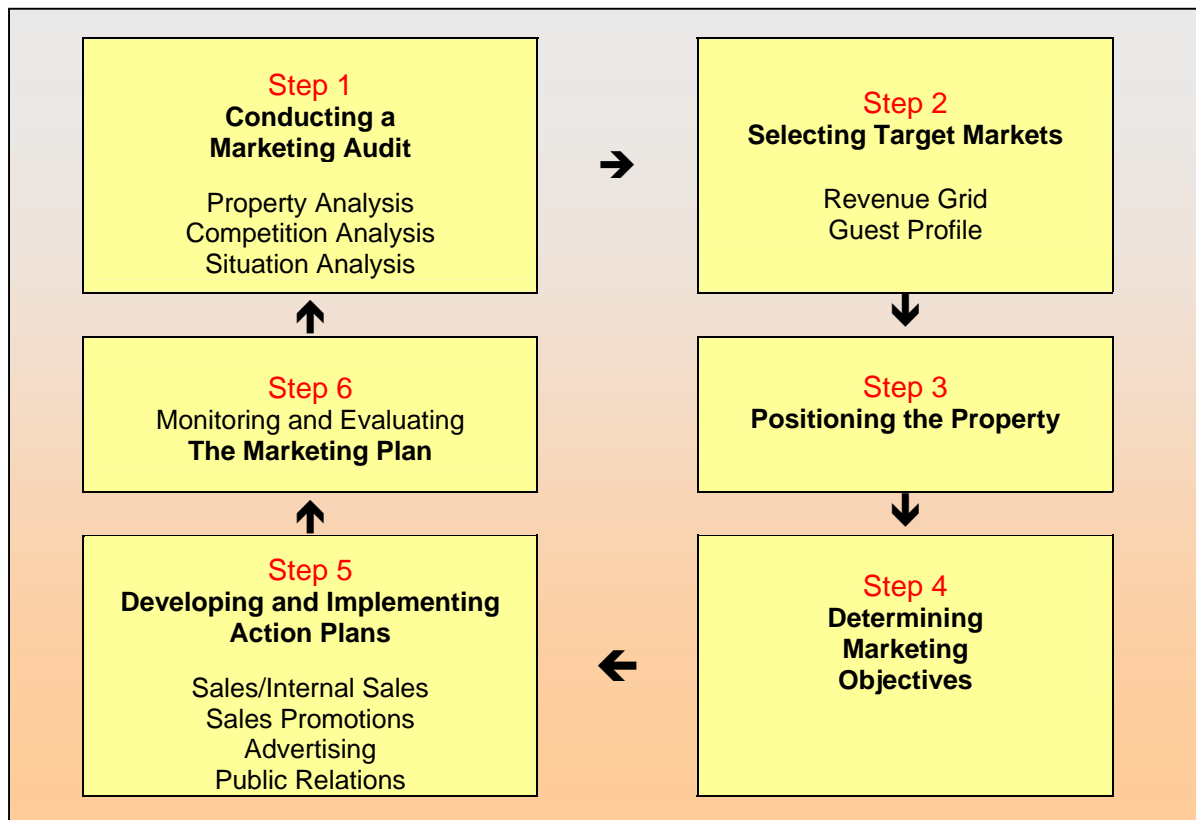 Step 1
Conducting a
Marketing Audit
Property Analysis
Competition Analysis
Situation Analysis
Step 2
Selecting Target Markets
Revenue Grid
Guest Profile
Step 3
Positioning the Property
Step 4
Determining
Marketing
Objectives
Step 5
Developing and Implementing
Action Plans
Sales/Internal Sales
Sales Promotions
Advertising
Public Relations
Step 6
Monitoring and Evaluating
The Marketing Plan